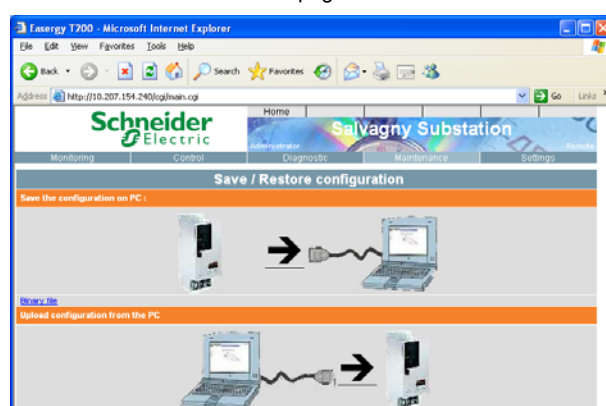 Easergy T200 - Microsoft Internet Explorer
File Edit View Favorites Tools Help
Back Search Favorites
Address http://10.207.154.240/cgi/main.cgi Go Links
Home
Schneider Electric
Salvagny Substation
Administrator Remote
Monitoring Control Diagnostic Maintenance Settings
Save / Restore configuration
Save the configuration on PC :
Binary file
Upload configuration from the PC